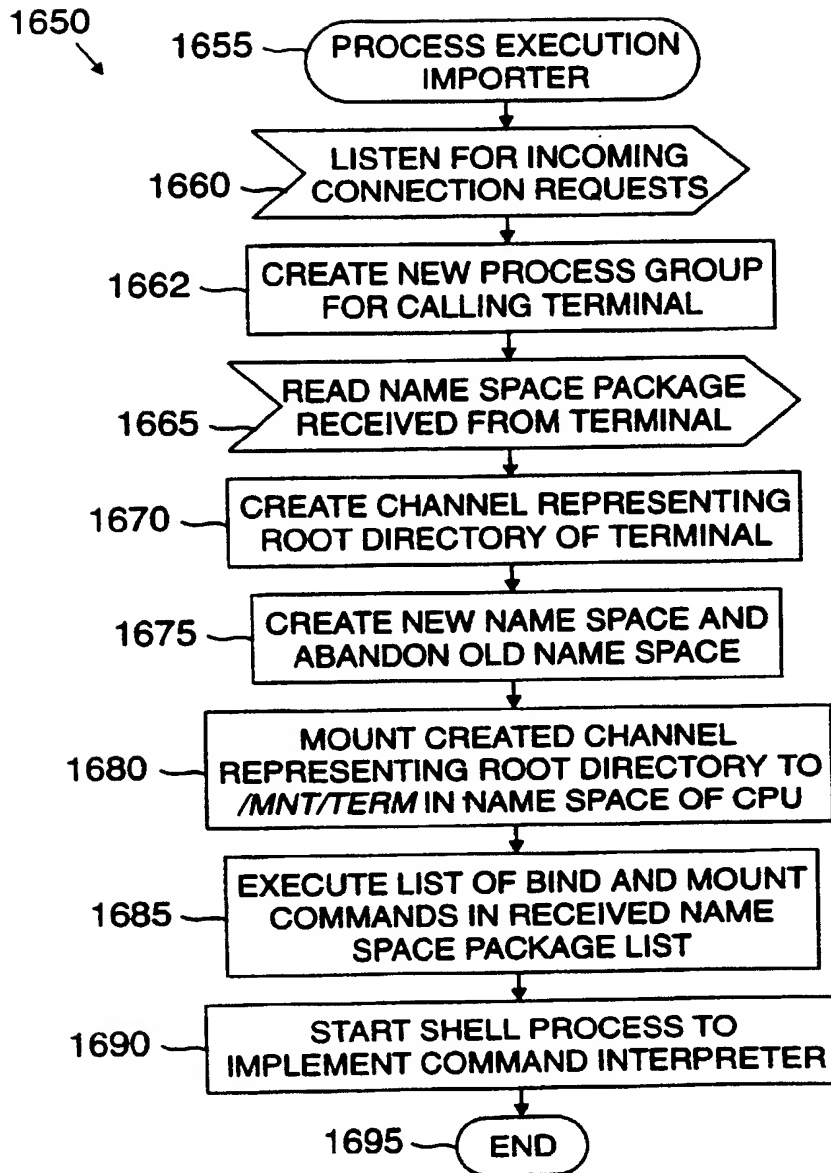 1650
1655
PROCESS EXECUTION
IMPORTER
1660
LISTEN FOR INCOMING
CONNECTION REQUESTS
1662
CREATE NEW PROCESS GROUP
FOR CALLING TERMINAL
1665
READ NAME SPACE PACKAGE
RECEIVED FROM TERMINAL
1670
CREATE CHANNEL REPRESENTING
ROOT DIRECTORY OF TERMINAL
1675
CREATE NEW NAME SPACE AND
ABANDON OLD NAME SPACE
1680
MOUNT CREATED CHANNEL
REPRESENTING ROOT DIRECTORY TO
/MNT/TERM IN NAME SPACE OF CPU
1685
EXECUTE LIST OF BIND AND MOUNT
COMMANDS IN RECEIVED NAME
SPACE PACKAGE LIST
1690
START SHELL PROCESS TO
IMPLEMENT COMMAND INTERPRETER
1695
END